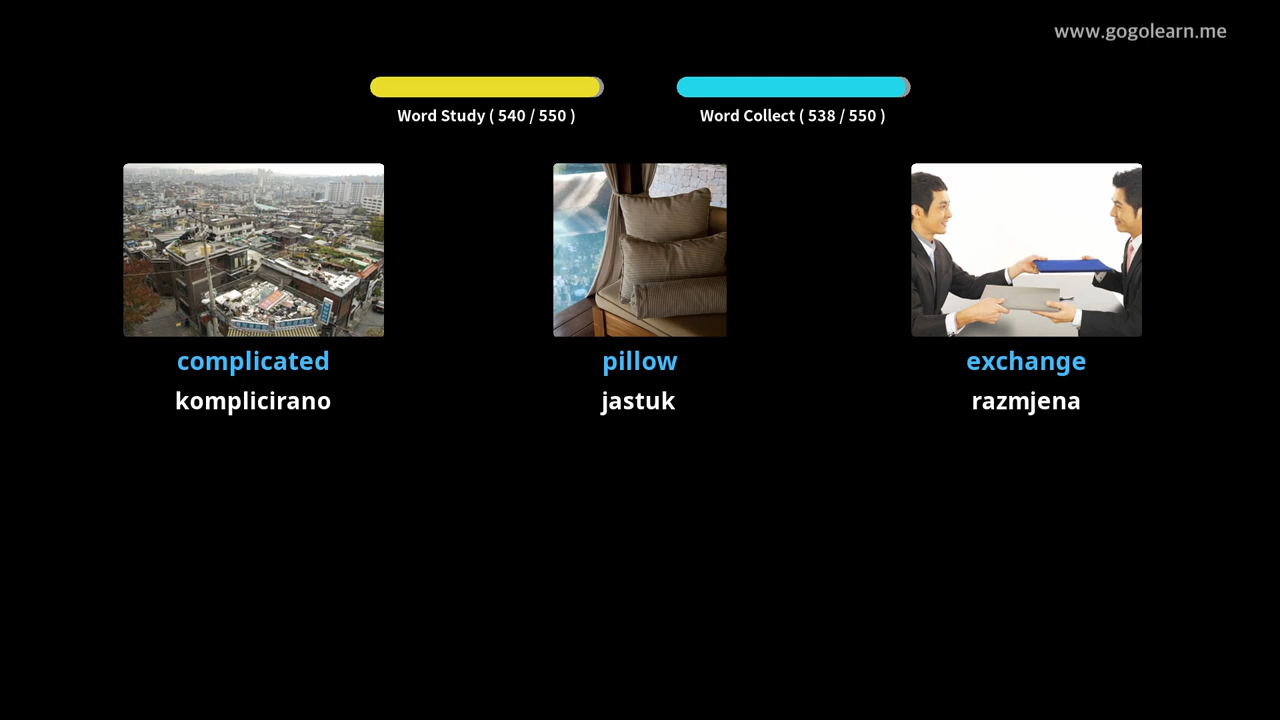 www.gogolearn.me
Word Study ( 540 / 550 )
Word Collect ( 538 / 550 )
complicated
komplicirano
pillow
jastuk
exchange
razmjena